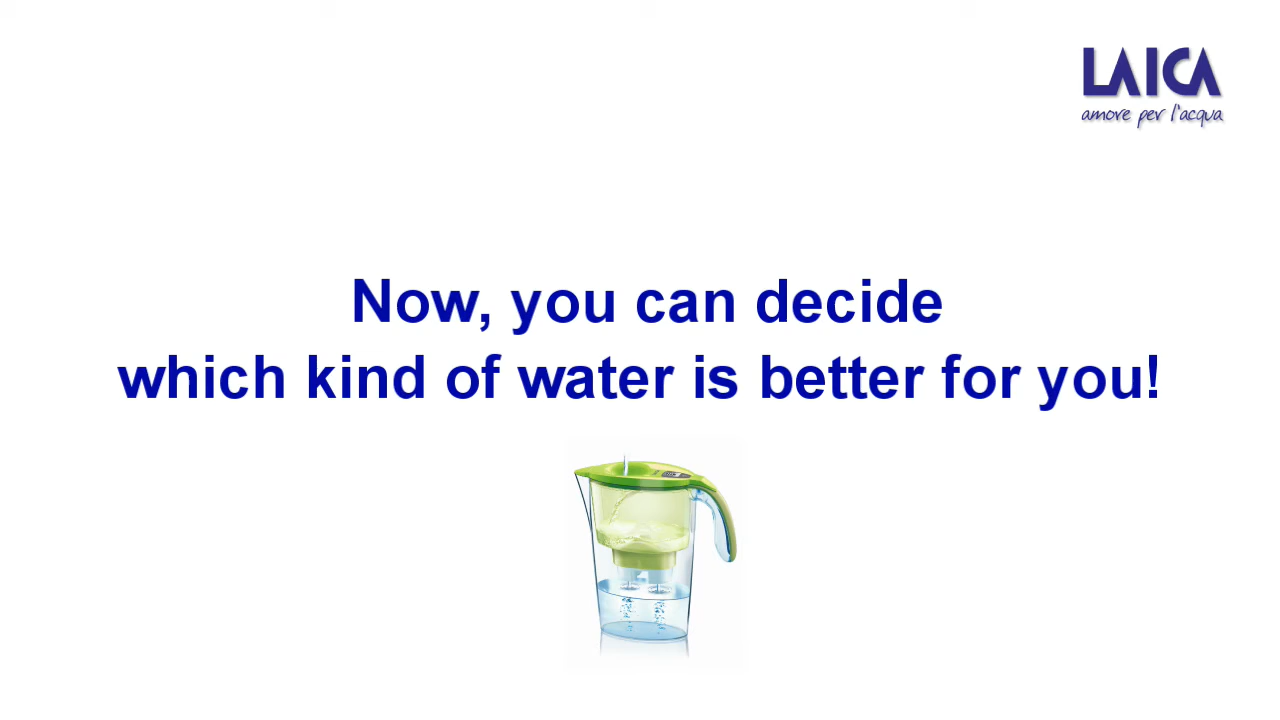 LAICA
amore per l'acqua
Now, you can decide
which kind of water is better for you!